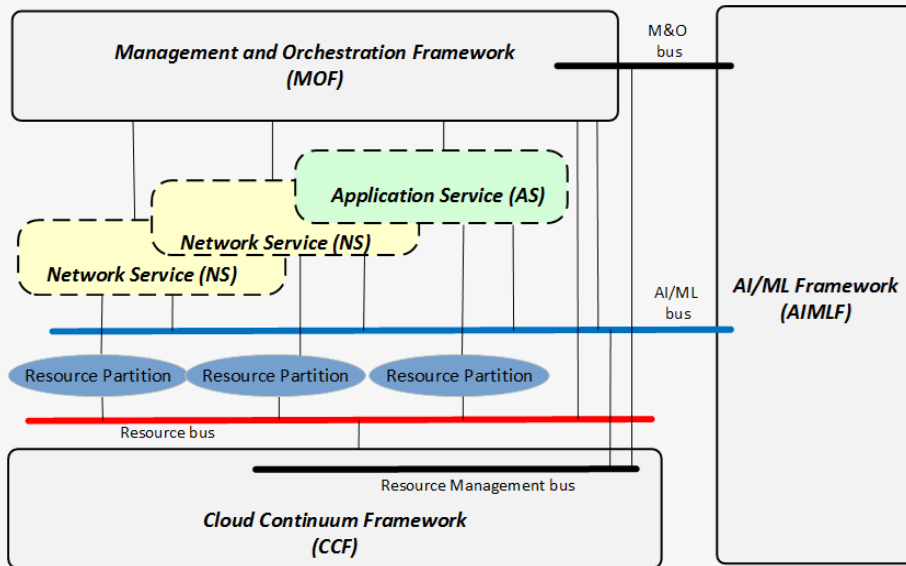 M&O
bus
Management and Orchestration Framework
(MOF)
Application Service (AS)
Network Service (NS)
Network Service (NS)
AI/ML
bus
AI/ML Framework
(AIMLF)
Resource Partition
Resource Partition
Resource Partition
Resource bus
Resource Management bus
Cloud Continuum Framework
(CCF)